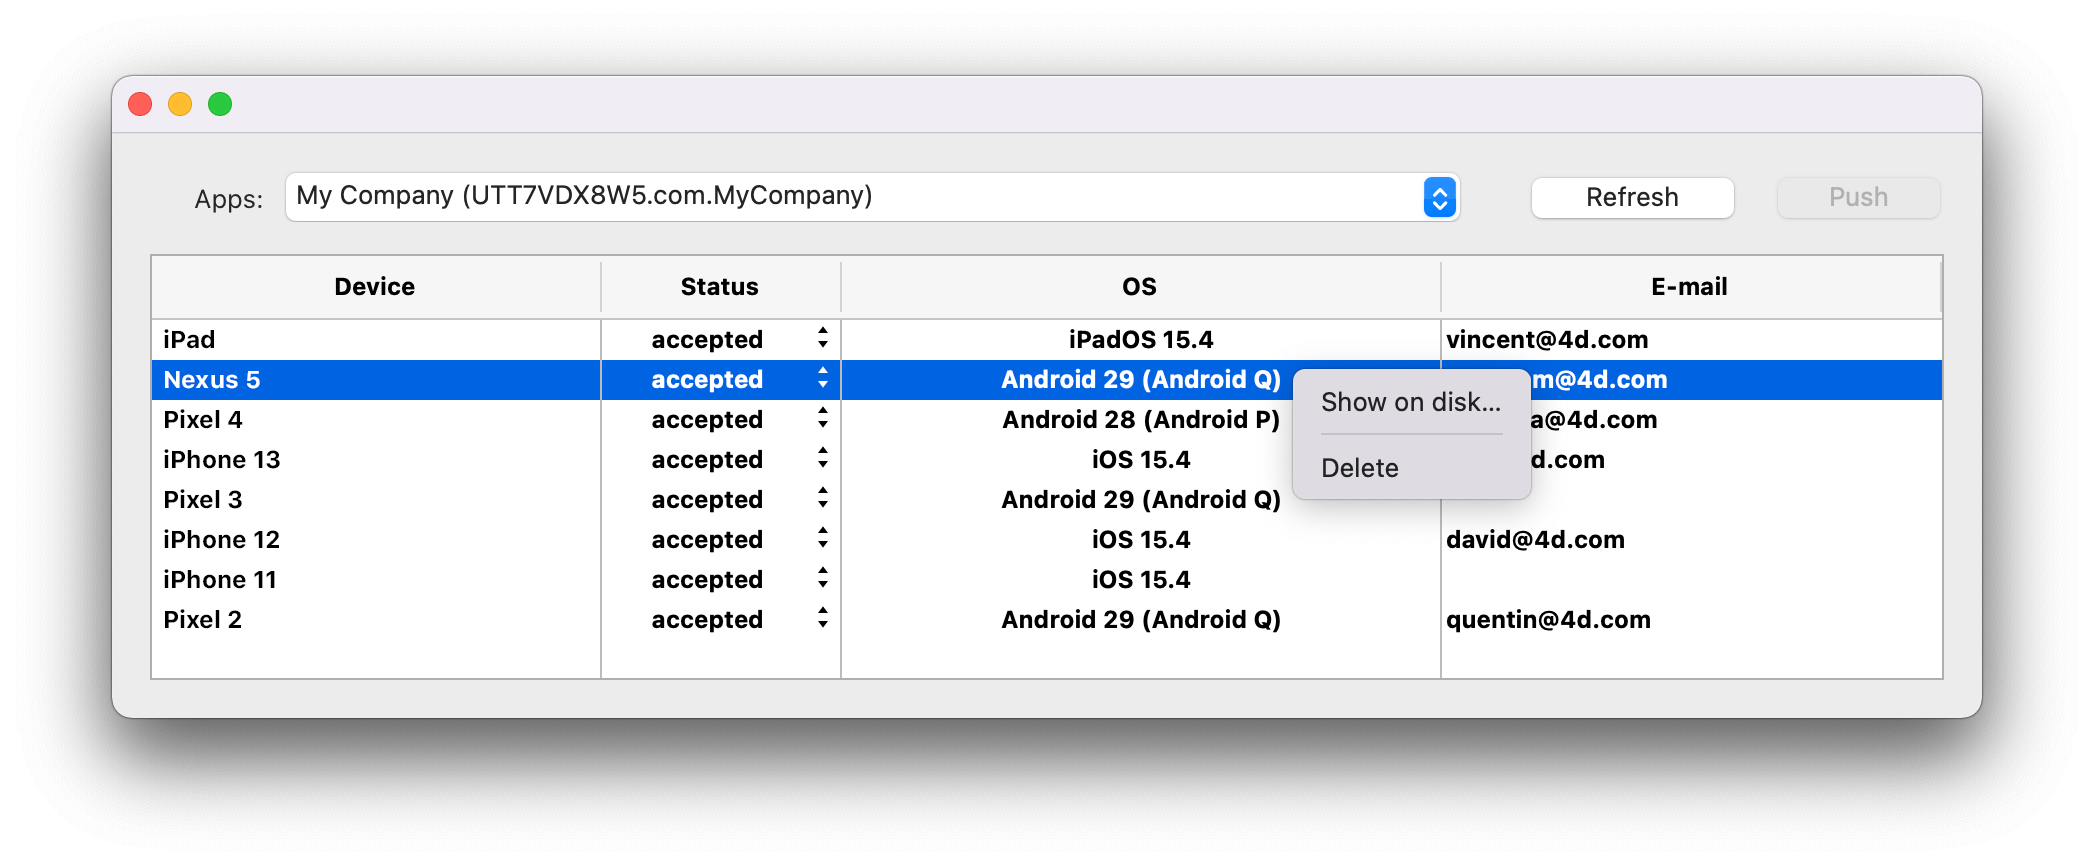 Apps: My Company (UTT7VDX8W5.com.MyCompany) Refresh Push
Device Status OS E-mail
iPad accepted iPadOS 15.4 vincent@4d.com
Nexus 5 accepted Android 29 (Android Q) m@4d.com
Show on disk...
Pixel 4 accepted Android 28 (Android P) a@4d.com
iPhone 13 accepted iOS 15.4 d.com
Delete
Pixel 3 accepted Android 29 (Android Q)
iPhone 12 accepted iOS 15.4 david@4d.com
iPhone 11 accepted iOS 15.4
Pixel 2 accepted Android 29 (Android Q) quentin@4d.com